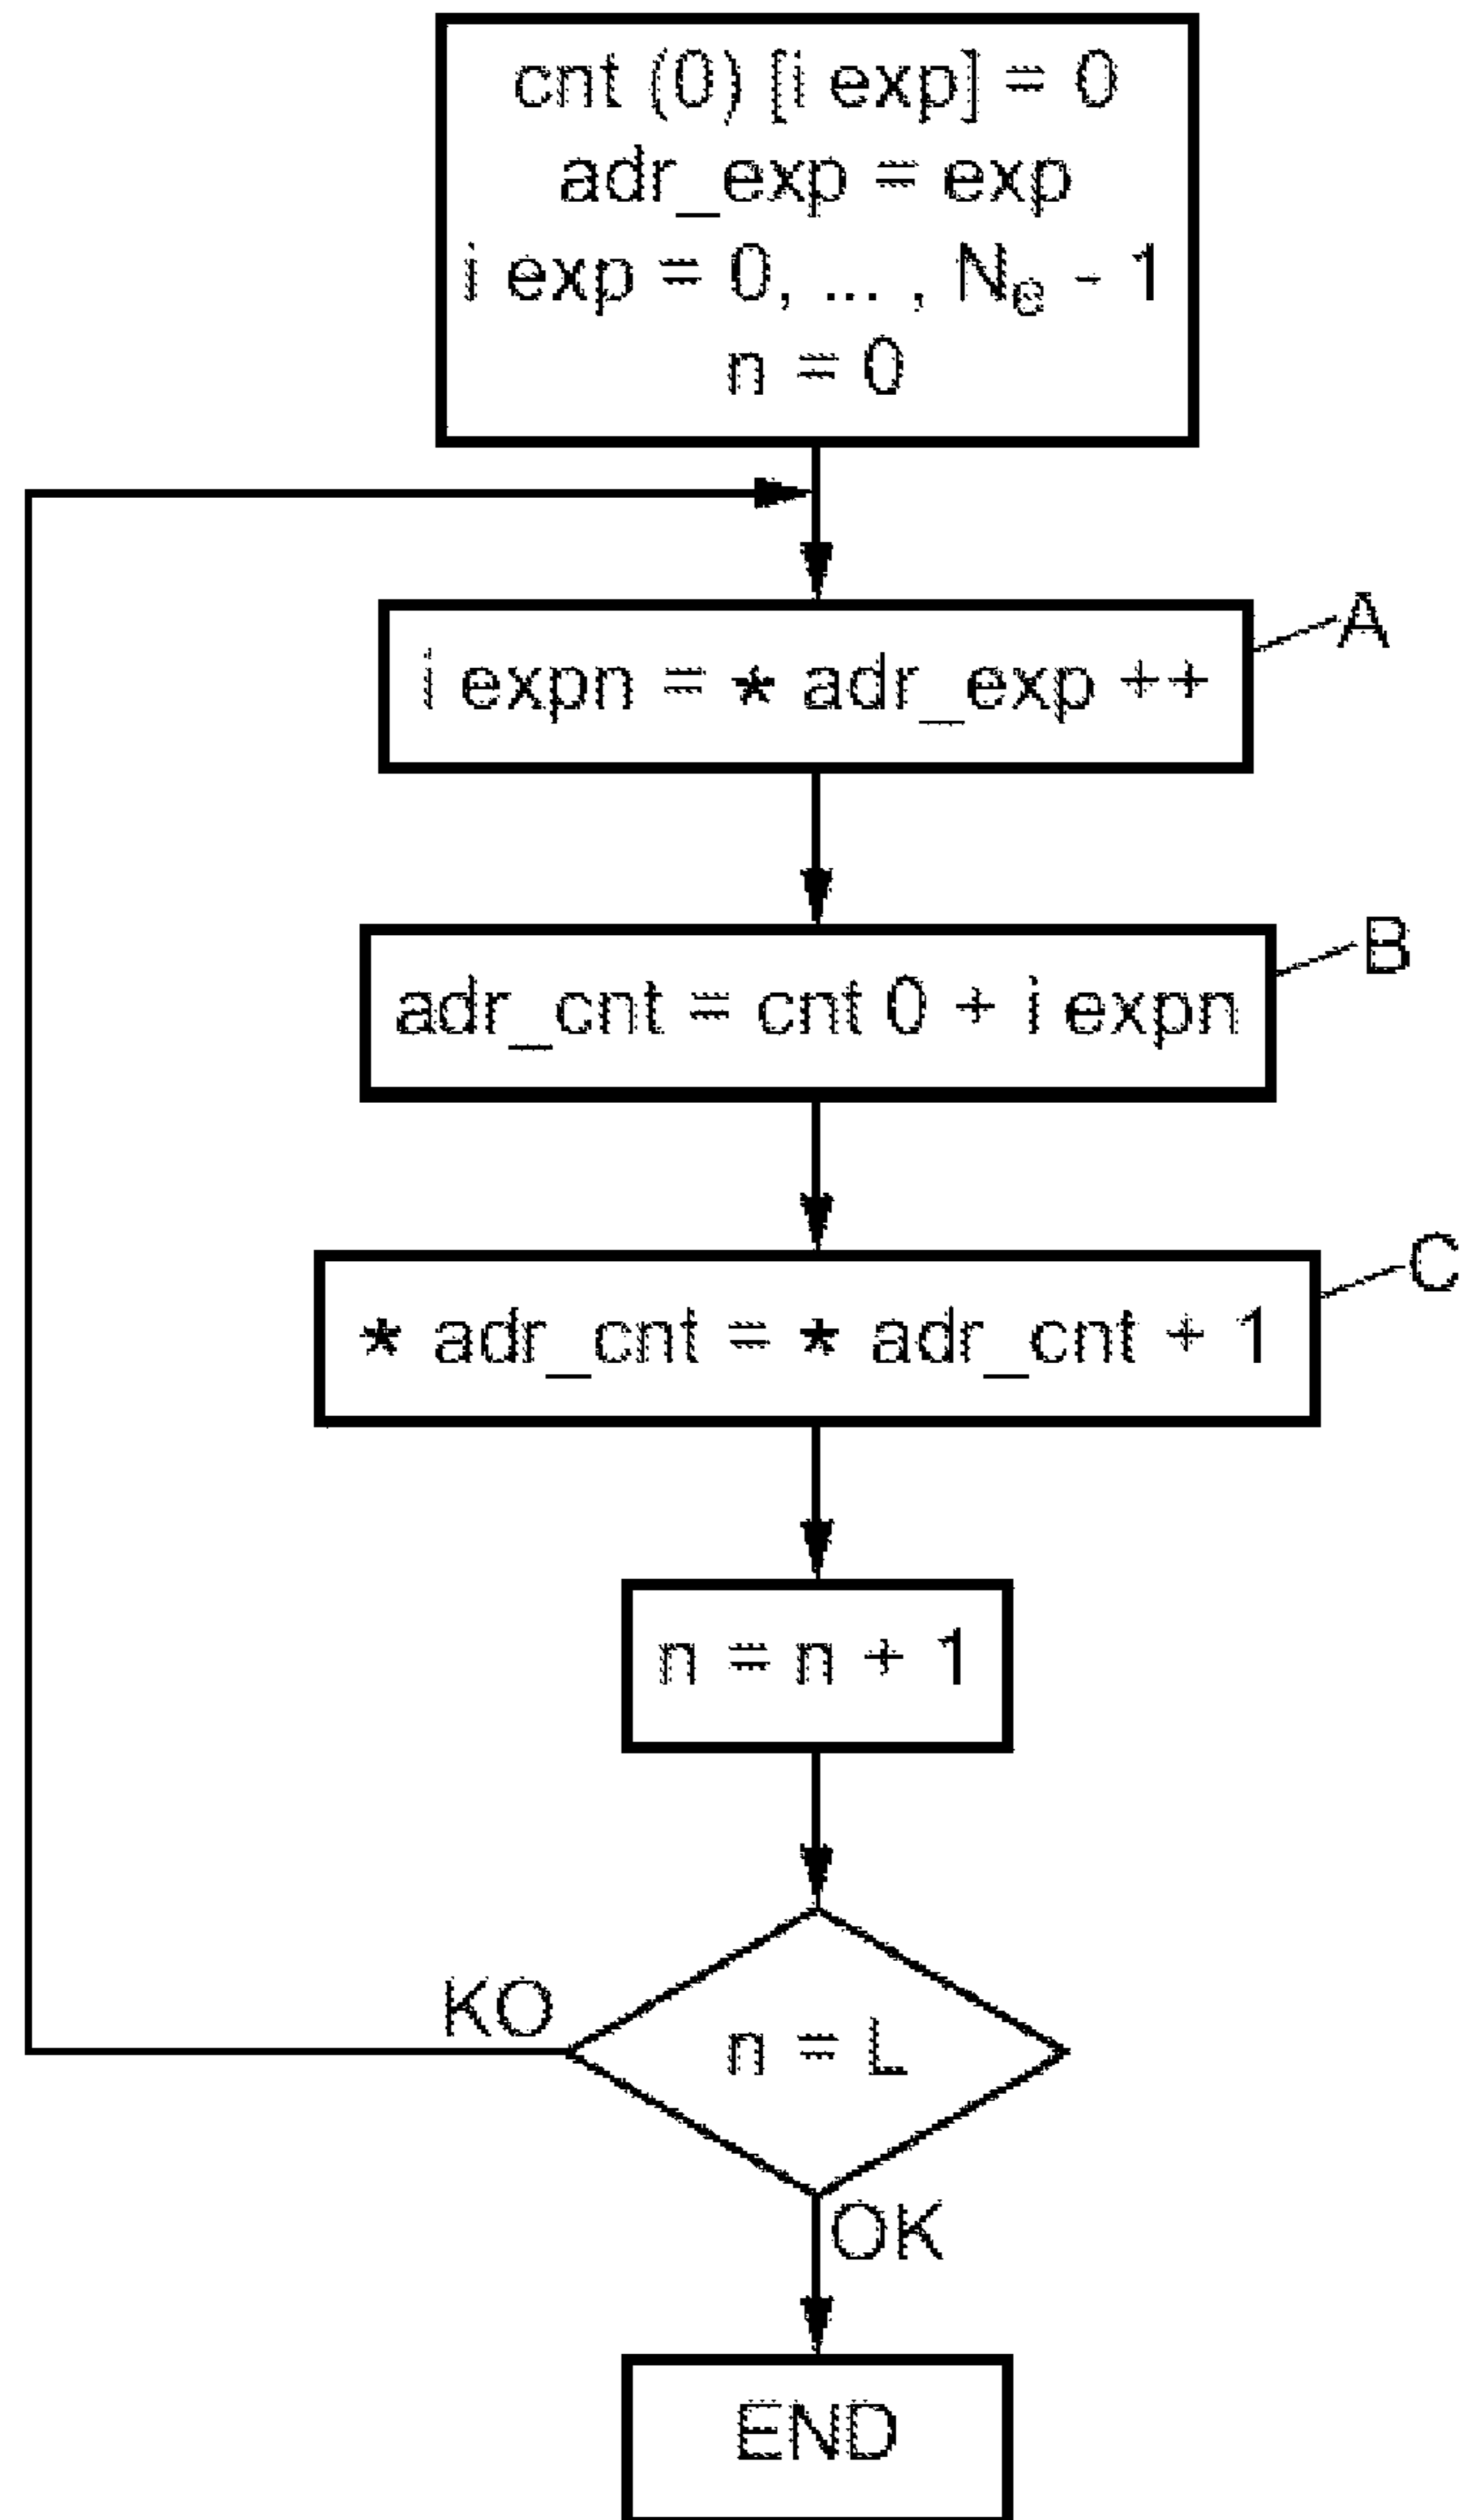 cnt (0) [i exp] = 0
adr_exp = exp
i exp = 0, ... , Ne - 1
n = 0
i expn = * adr_exp + +
A
adr_cnt = cnt 0 + i expn
B
* adr_cnt = * adr_cnt + 1
C
n = n + 1
KO
n = L
OK
END